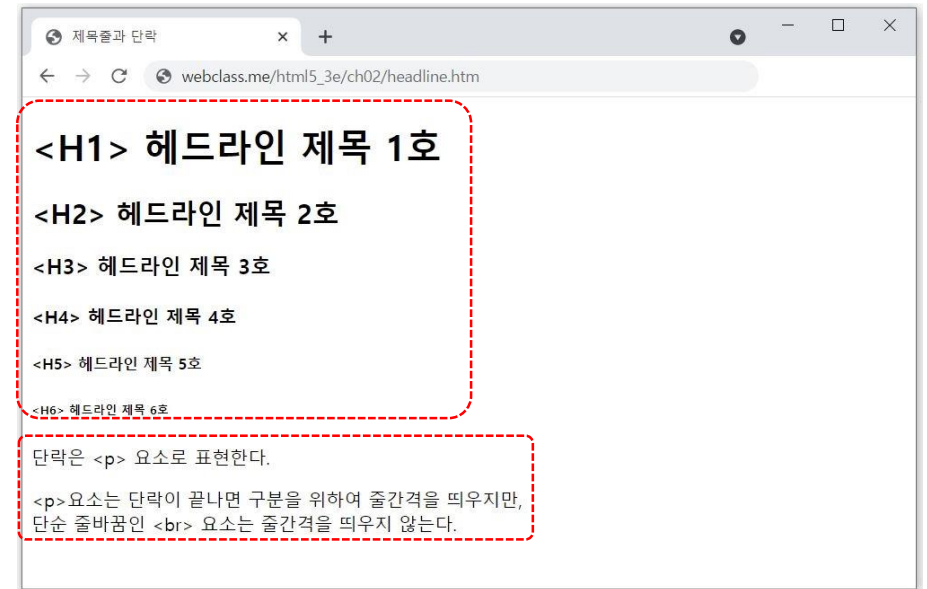 제목줄과 단락
webclass.me/html5_3e/ch02/headline.htm
<H1> 헤드라인 제목 1호
<H2> 헤드라인 제목 2호
<H3> 헤드라인 제목 3호
<H4> 헤드라인 제목 4호
<H5> 헤드라인 제목 5호
<H6> 헤드라인 제목 6호
단락은 <p> 요소로 표현한다.
<p>요소는 단락이 끝나면 구분을 위하여 줄간격을 띄우지만,
단순 줄바꿈인 <br> 요소는 줄간격을 띄우지 않는다.